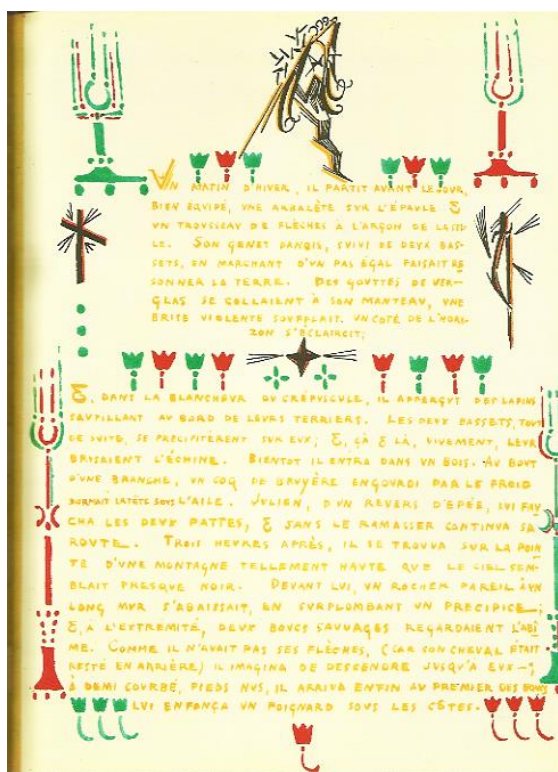 UN MATIN D'HIVER, IL PARTIT AVANT LE JOUR,
BIEN ÉQUIPÉ, UNE ARBALÈTE SUR L'ÉPAULE &
UN TROUSSEAU DE FLÈCHES À L'ARÇON DE LA SEL
LE. SON GENET DANOIS, SUIVI DE DEUX BAS-
SETS, EN MARCHANT D'UN PAS ÉGAL FAISAIT RE
SONNER LA TERRE. DES GOUTTES DE VER-
GLAS SE COLLAIENT À SON MANTEAU, UNE
BRISE VIOLENTE SOUFFLAIT. UN COTÉ DE L'HORI-
ZON S'ÉCLAIRCIT;
&, DANS LA BLANCHEUR DU CRÉPUSCULE, IL APPERÇUT DES LAPINS
SAUTILLANT AU BORD DE LEURS TERRIERS. LES DEUX BASSETS, TOUT
DE SUITE, SE PRÉCIPITÈRENT SUR EUX; &, ÇÀ & LÀ, VIVEMENT, LEUR
BRISAIENT L'ÉCHINE. BIENTÔT IL ENTRA DANS UN BOIS. AU BOUT
D'UNE BRANCHE, UN COQ DE BRUYÈRE ENGOURDI PAR LE FROID
DORMAIT LA TÊTE SOUS L'AILE. JULIEN, D'UN REVERS D'ÉPÉE, LUI FAU
CHA LES DEUX PATTES, & SANS LE RAMASSER CONTINUA SA
ROUTE. TROIS HEURES APRÈS, IL SE TROUVA SUR LA POIN
TE D'UNE MONTAGNE TELLEMENT HAUTE QUE LE CIEL SEM-
BLAIT PRESQUE NOIR. DEVANT LUI, UN ROCHER PAREIL À UN
LONG MUR S'ABAISSAIT, EN SURPLOMBANT UN PRÉCIPICE;
&, À L'EXTRÉMITÉ, DEUX BOUCS SAUVAGES REGARDAIENT L'ABÎ
ME. COMME IL N'AVAIT PAS SES FLÈCHES, (CAR SON CHEVAL ÉTAIT
RESTÉ EN ARRIÈRE) IL IMAGINA DE DESCENDRE JUSQU'À EUX-;
À DEMI COURBÉ, PIEDS NUS, IL ARRIVA ENFIN AU PREMIER DES BOUCS
LUI ENFONÇA UN POIGNARD SOUS LES CÔTES.